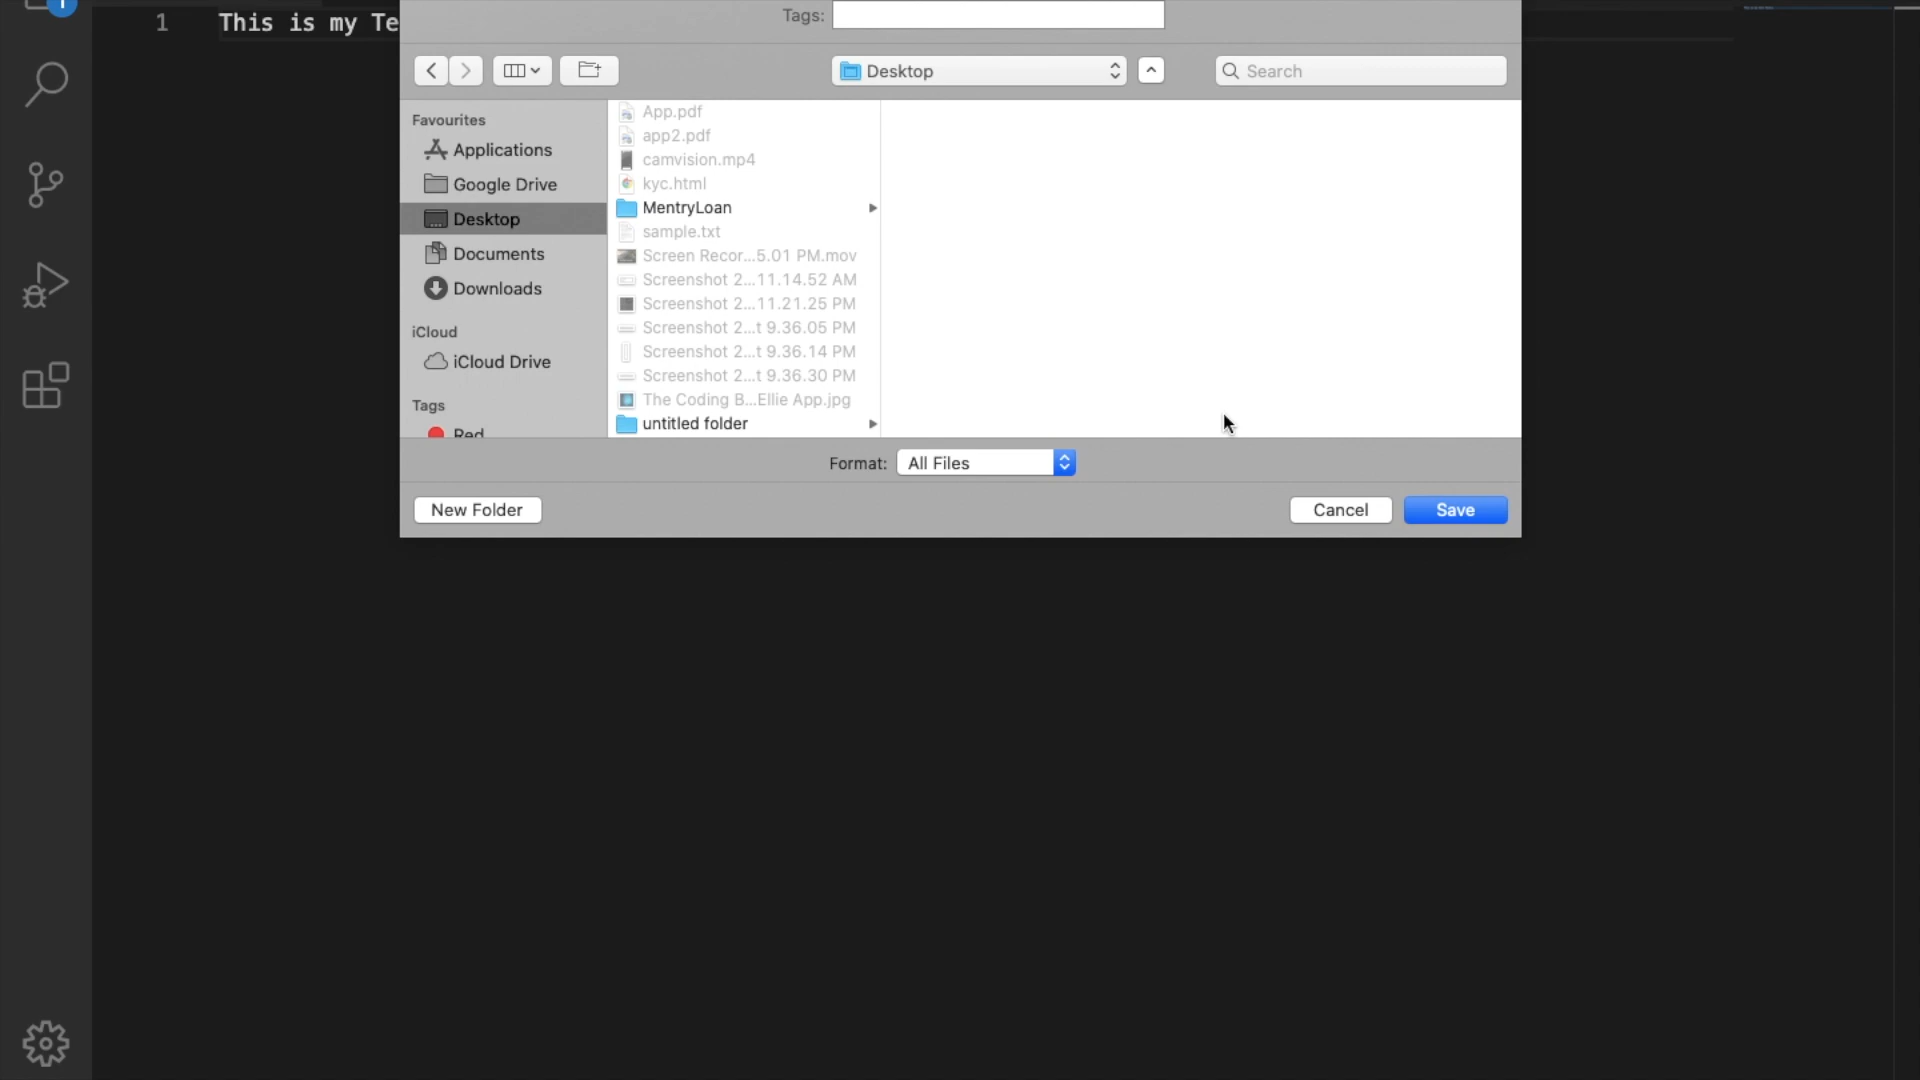 1 This is my Te
Tags:
Desktop
Search
Favourites
Applications
Google Drive
Desktop
Documents
Downloads
iCloud
iCloud Drive
Tags
Red
App.pdf
app2.pdf
camvision.mp4
kyc.html
MentryLoan
sample.txt
Screen Recor...5.01 PM.mov
Screenshot 2...11.14.52 AM
Screenshot 2...11.21.25 PM
Screenshot 2...t 9.36.05 PM
Screenshot 2...t 9.36.14 PM
Screenshot 2...t 9.36.30 PM
The Coding B...Ellie App.jpg
untitled folder
Format: All Files
New Folder
Cancel
Save